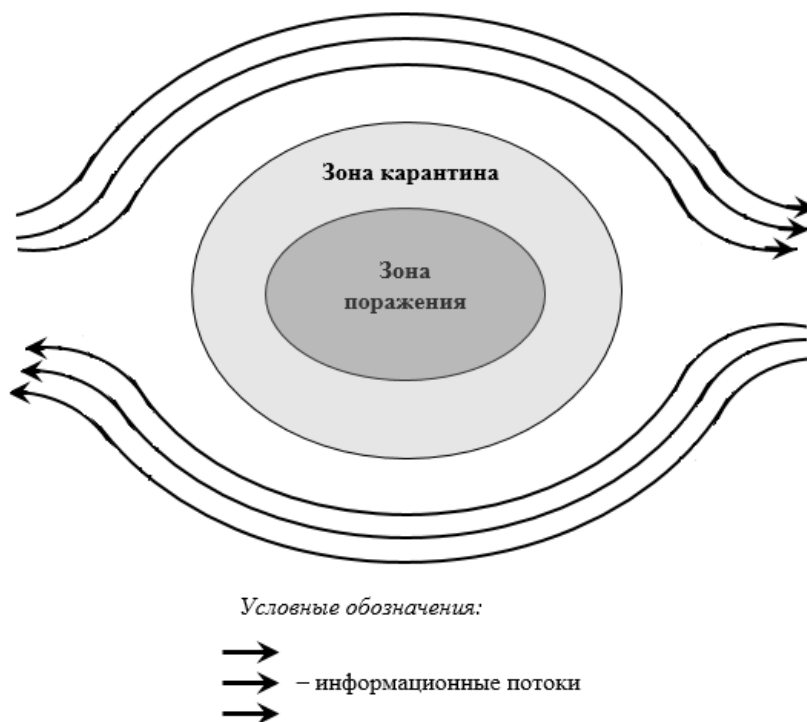 Зона карантина
Зона
поражения
Условные обозначения:
– информационные потоки